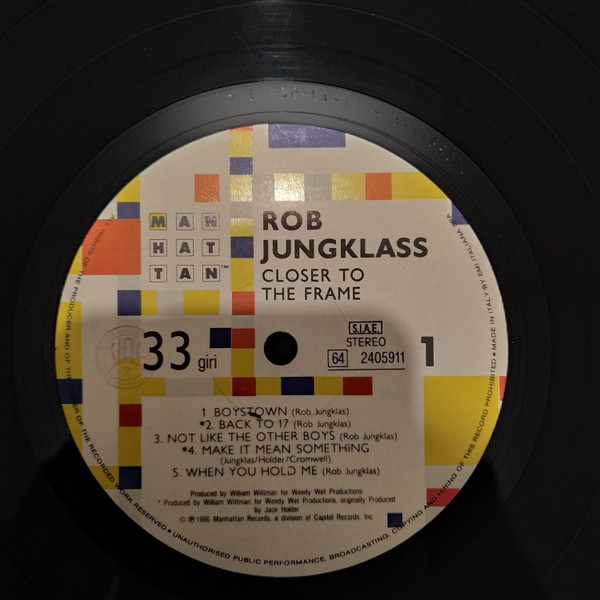 MAN
HAT
TAN™
ROB
JUNGKLASS
CLOSER TO
THE FRAME
33 giri
S.I.A.E.
STEREO
64 2405911
1
1 BOYSTOWN (Rob Jungklas)
*2. BACK TO 17 (Rob Jungklas)
3. NOT LIKE THE OTHER BOYS (Rob Jungklas)
*4. MAKE IT MEAN SOMETHING
(Jungklas/Holder/Cromwell)
5. WHEN YOU HOLD ME (Rob Jungklas)
Produced by William Wittman for Weedy Wet Productions
* Produced by William Wittman for Weedy Wet Productions, originally Produced
by Jack Holder
© ℗ 1986 Manhattan Records, a division of Capitol Records, Inc
ALL RIGHTS OF THE PRODUCER AND OF THE OWNER OF THE RECORDED WORK RESERVED • UNAUTHORISED PUBLIC PERFORMANCE, BROADCASTING, COPYING AND HIRING OF THIS RECORD PROHIBITED • MADE IN ITALY BY EMI ITALIANA SPA